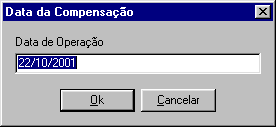 Data da Compensação
Data de Operação
22/10/2001
Ok Cancelar